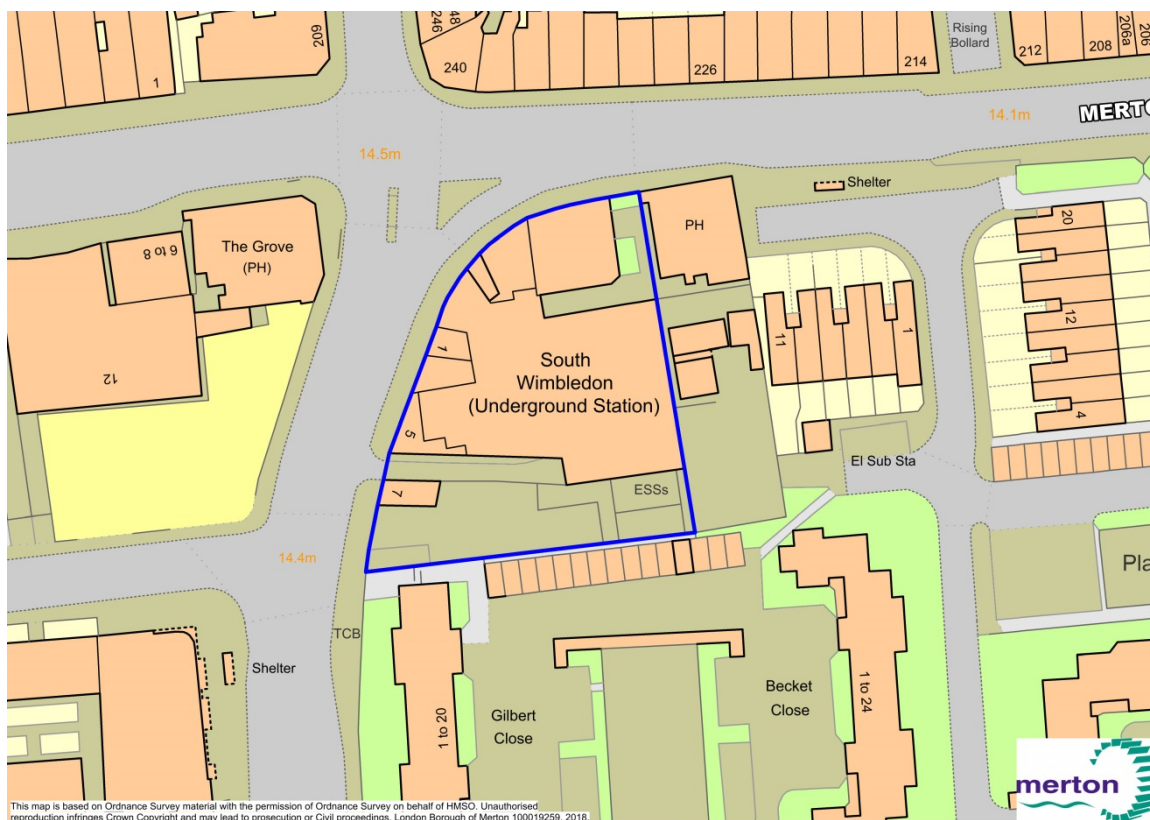 209
248
246
240
1
226
214
Rising
Bollard
212
208
206a
206
14.5m
14.1m
MERTO
Shelter
PH
20
6 to 8
The Grove
(PH)
12
1
South
Wimbledon
(Underground Station)
11
1
12
4
5
El Sub Sta
7
ESSs
14.4m
Pla
TCB
Shelter
1 to 20
Gilbert
Close
Becket
Close
1 to 24
merton
This map is based on Ordnance Survey material with the permission of Ordnance Survey on behalf of HMSO. Unauthorised
reproduction infringes Crown Copyright and may lead to prosecution or Civil proceedings. London Borough of Merton 100019259. 2018.